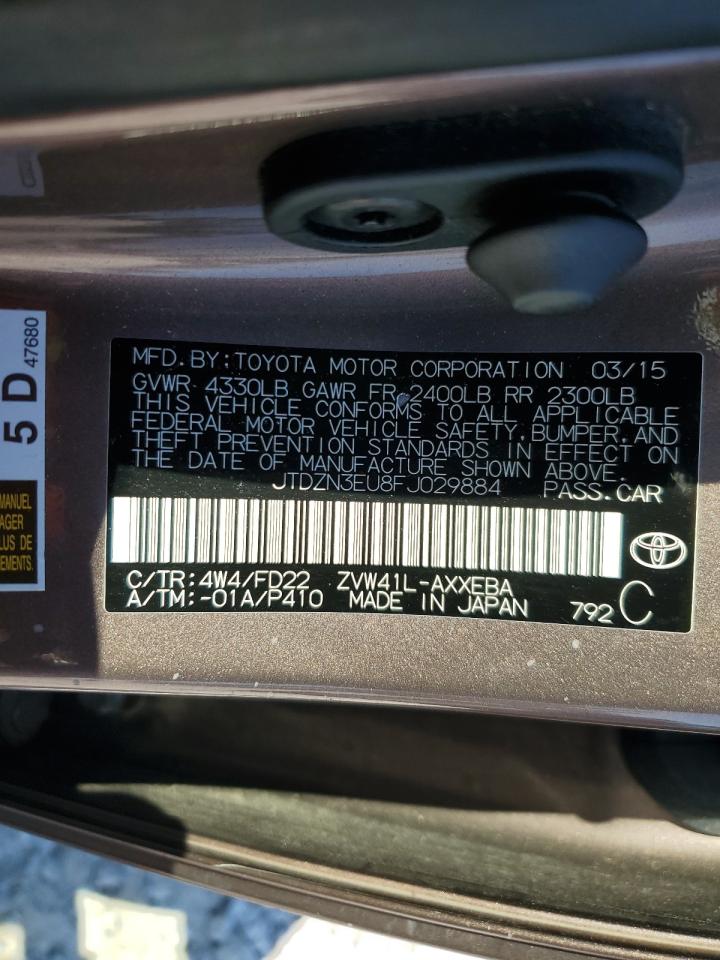 MFD. BY: TOYOTA MOTOR CORPORATION 03/15
GVWR 4330LB GAWR FR 2400LB RR 2300LB
THIS VEHICLE CONFORMS TO ALL APPLICABLE
FEDERAL MOTOR VEHICLE SAFETY, BUMPER, AND
THEFT PREVENTION STANDARDS IN EFFECT ON
THE DATE OF MANUFACTURE SHOWN ABOVE.
JTDZN3EU8FJ029884 PASS. CAR
C/TR: 4W4/FD22 ZVW41L-AXXEBA
A/TM: -01A/P410 MADE IN JAPAN 792 C
5 D
47680
MANUEL
AGER
LUS DE
EMENTS.